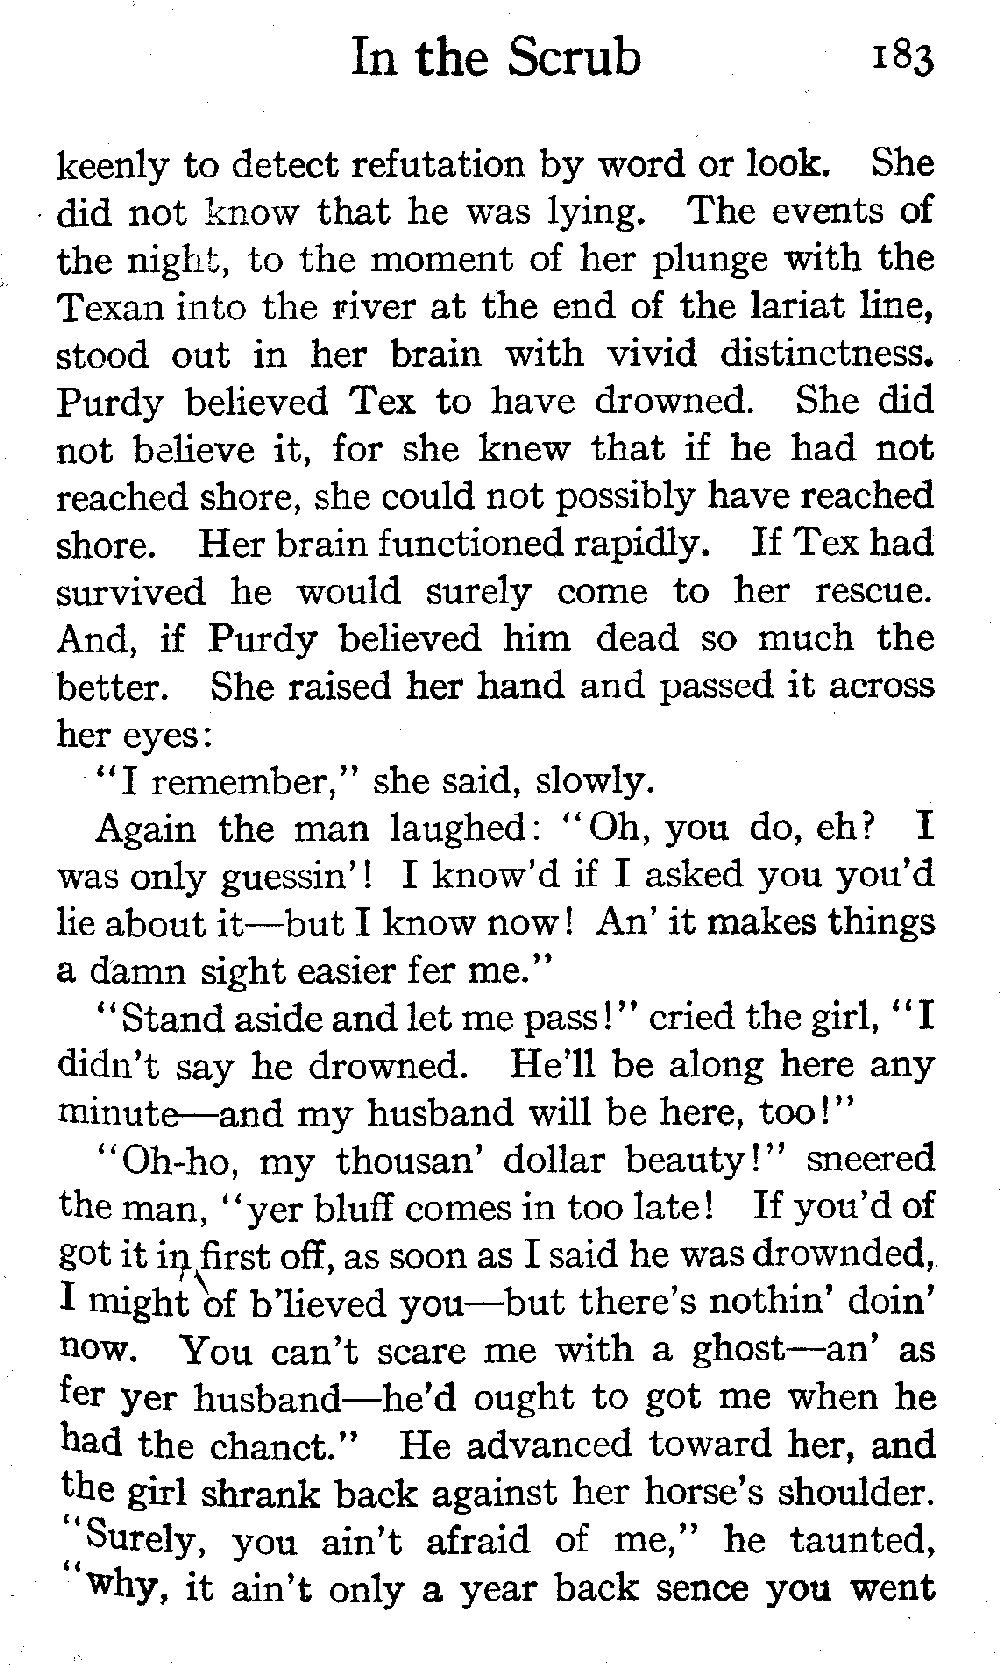 In the Scrub 183
keenly to detect refutation by word or look. She
did not know that he was lying. The events of
the night, to the moment of her plunge with the
Texan into the river at the end of the lariat line,
stood out in her brain with vivid distinctness.
Purdy believed Tex to have drowned. She did
not believe it, for she knew that if he had not
reached shore, she could not possibly have reached
shore. Her brain functioned rapidly. If Tex had
survived he would surely come to her rescue.
And, if Purdy believed him dead so much the
better. She raised her hand and passed it across
her eyes:
"I remember," she said, slowly.
Again the man laughed: "Oh, you do, eh? I
was only guessin'! I know'd if I asked you you'd
lie about it—but I know now! An' it makes things
a damn sight easier fer me."
"Stand aside and let me pass!" cried the girl, "I
didn't say he drowned. He'll be along here any
minute—and my husband will be here, too!"
"Oh-ho, my thousan' dollar beauty!" sneered
the man, "yer bluff comes in too late! If you'd of
got it in first off, as soon as I said he was drownded,
I might of b'lieved you—but there's nothin' doin'
now. You can't scare me with a ghost—an' as
fer yer husband—he'd ought to got me when he
had the chanct." He advanced toward her, and
the girl shrank back against her horse's shoulder.
"Surely, you ain't afraid of me," he taunted,
"why, it ain't only a year back sence you went